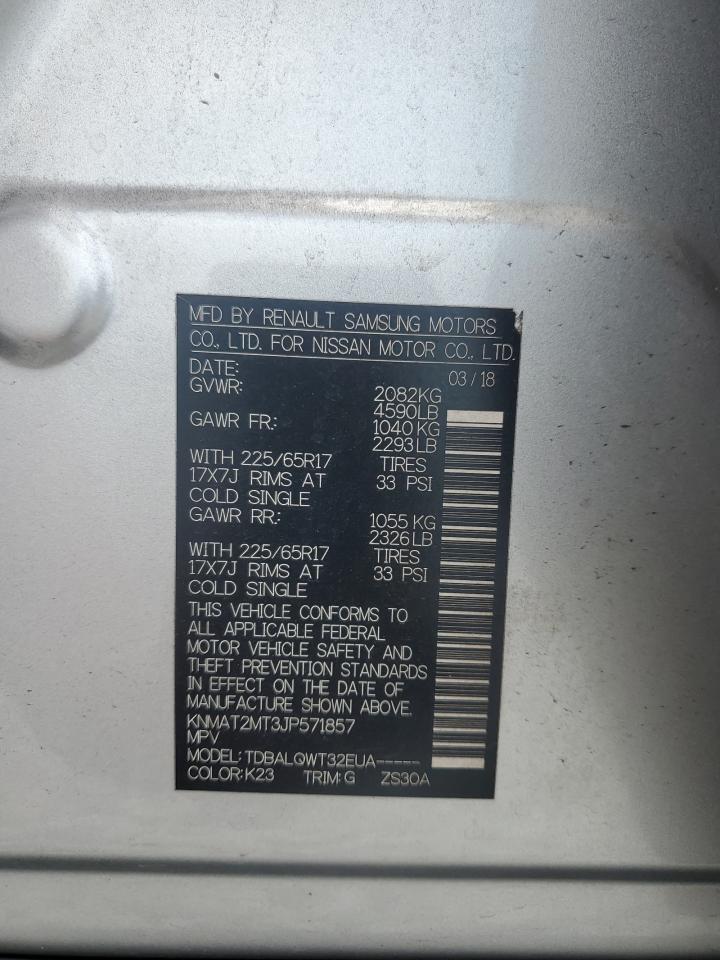 MFD BY RENAULT SAMSUNG MOTORS
CO., LTD. FOR NISSAN MOTOR CO., LTD.
DATE: 03 / 18
GVWR: 2082KG
4590LB
GAWR FR.: 1040 KG
2293LB
WITH 225/65R17 TIRES
17X7J RIMS AT 33 PSI
COLD SINGLE
GAWR RR.: 1055 KG
2326LB
WITH 225/65R17 TIRES
17X7J RIMS AT 33 PSI
COLD SINGLE
THIS VEHICLE CONFORMS TO
ALL APPLICABLE FEDERAL
MOTOR VEHICLE SAFETY AND
THEFT PREVENTION STANDARDS
IN EFFECT ON THE DATE OF
MANUFACTURE SHOWN ABOVE.
KNMAT2MT3JP571857
MPV
MODEL: TDBALQWT32EUA-----
COLOR: K23 TRIM: G ZS30A